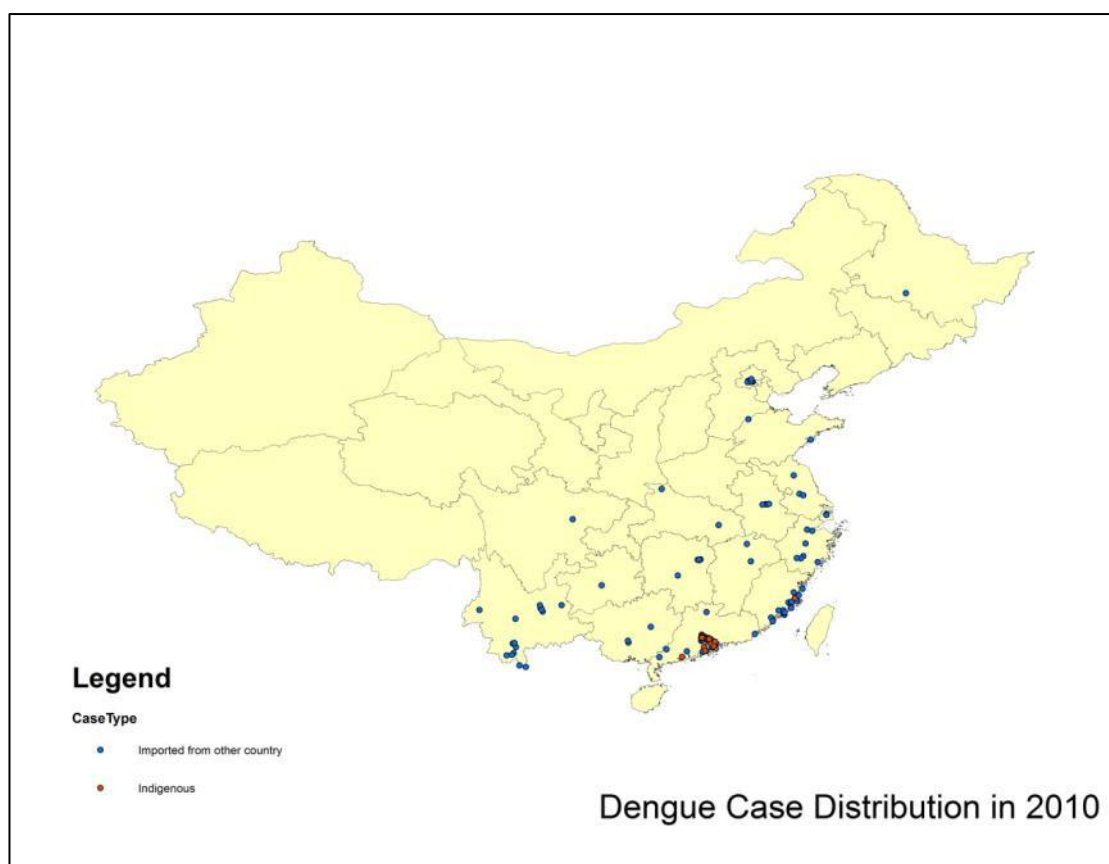 Legend
CaseType
Imported from other country
Indigenous
Dengue Case Distribution in 2010